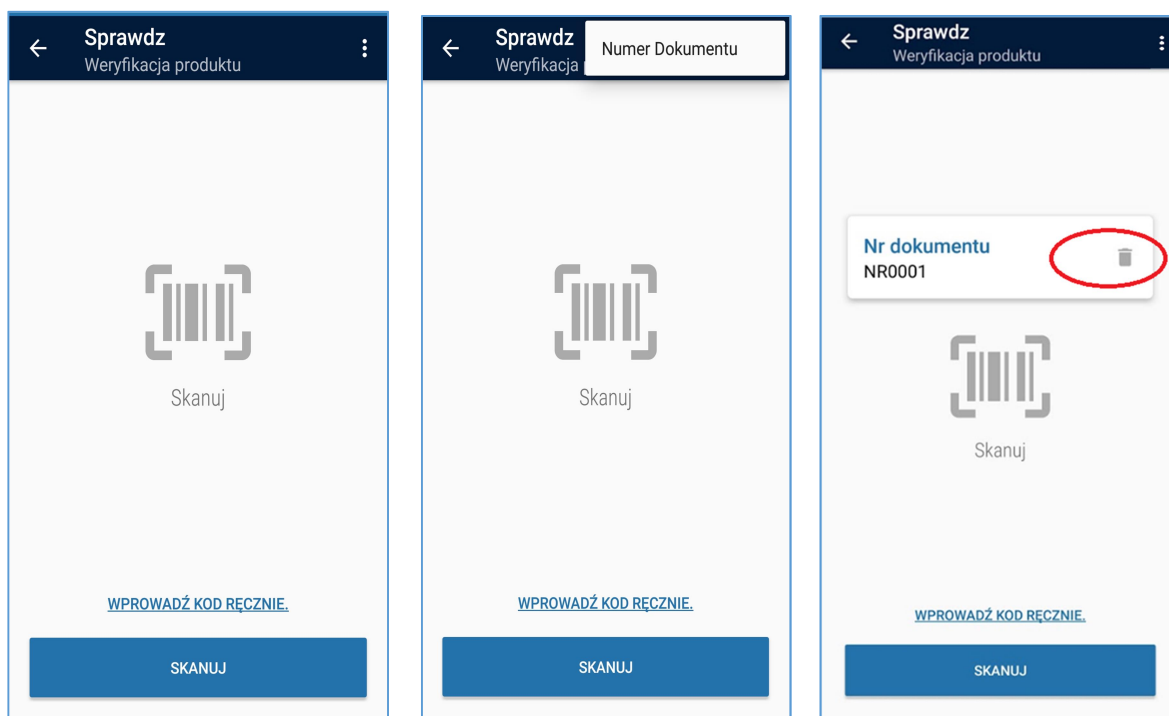 Sprawdz
Weryfikacja produktu
Skanuj
WPROWADŹ KOD RĘCZNIE.
SKANUJ
Sprawdz
Weryfikacja
Numer Dokumentu
Skanuj
WPROWADŹ KOD RĘCZNIE.
SKANUJ
Sprawdz
Weryfikacja produktu
Nr dokumentu
NR0001
Skanuj
WPROWADŹ KOD RĘCZNIE.
SKANUJ